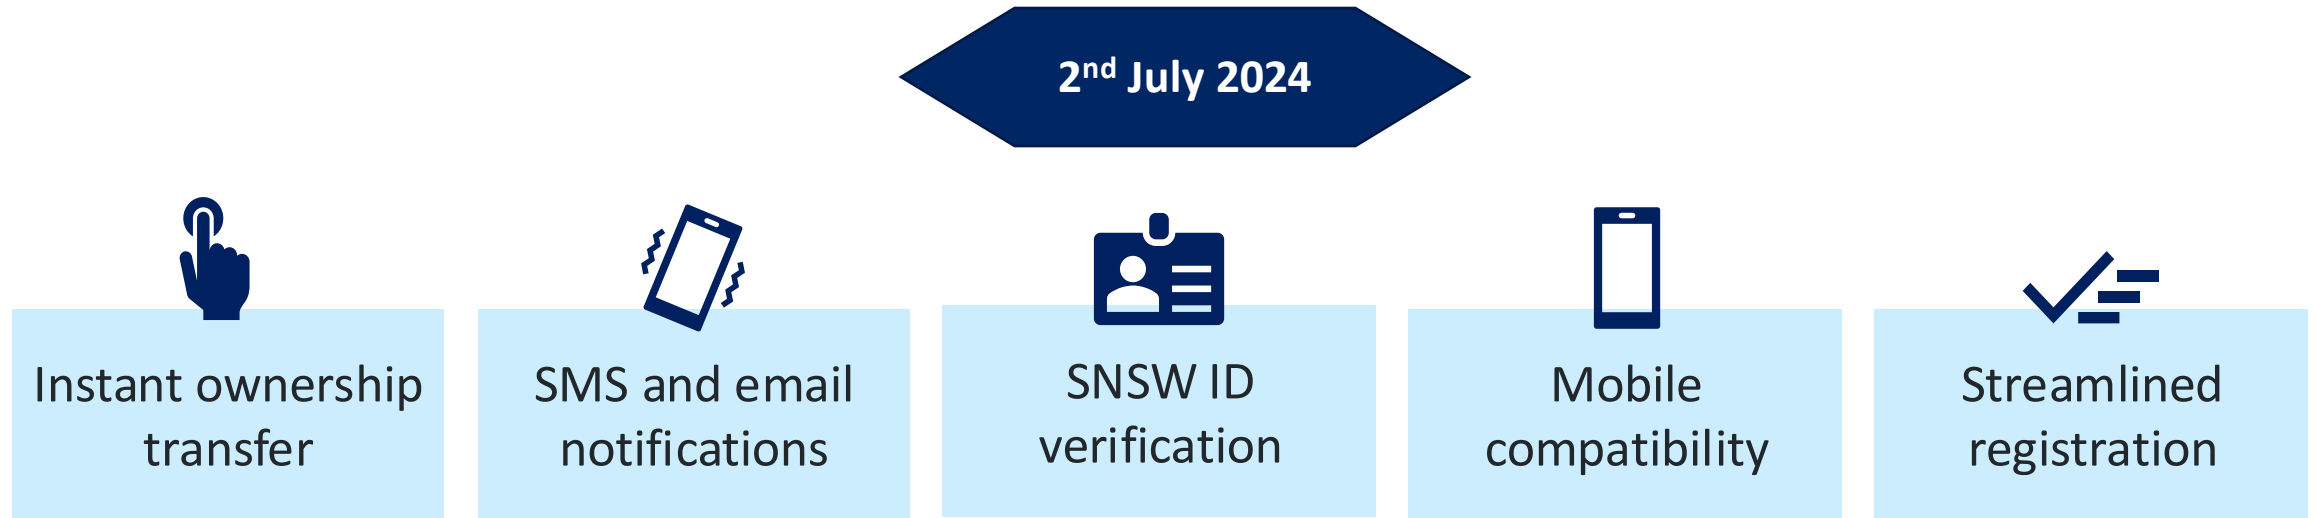 2nd July 2024
Instant ownership
transfer
SMS and email
notifications
SNSW ID
verification
Mobile
compatibility
Streamlined
registration